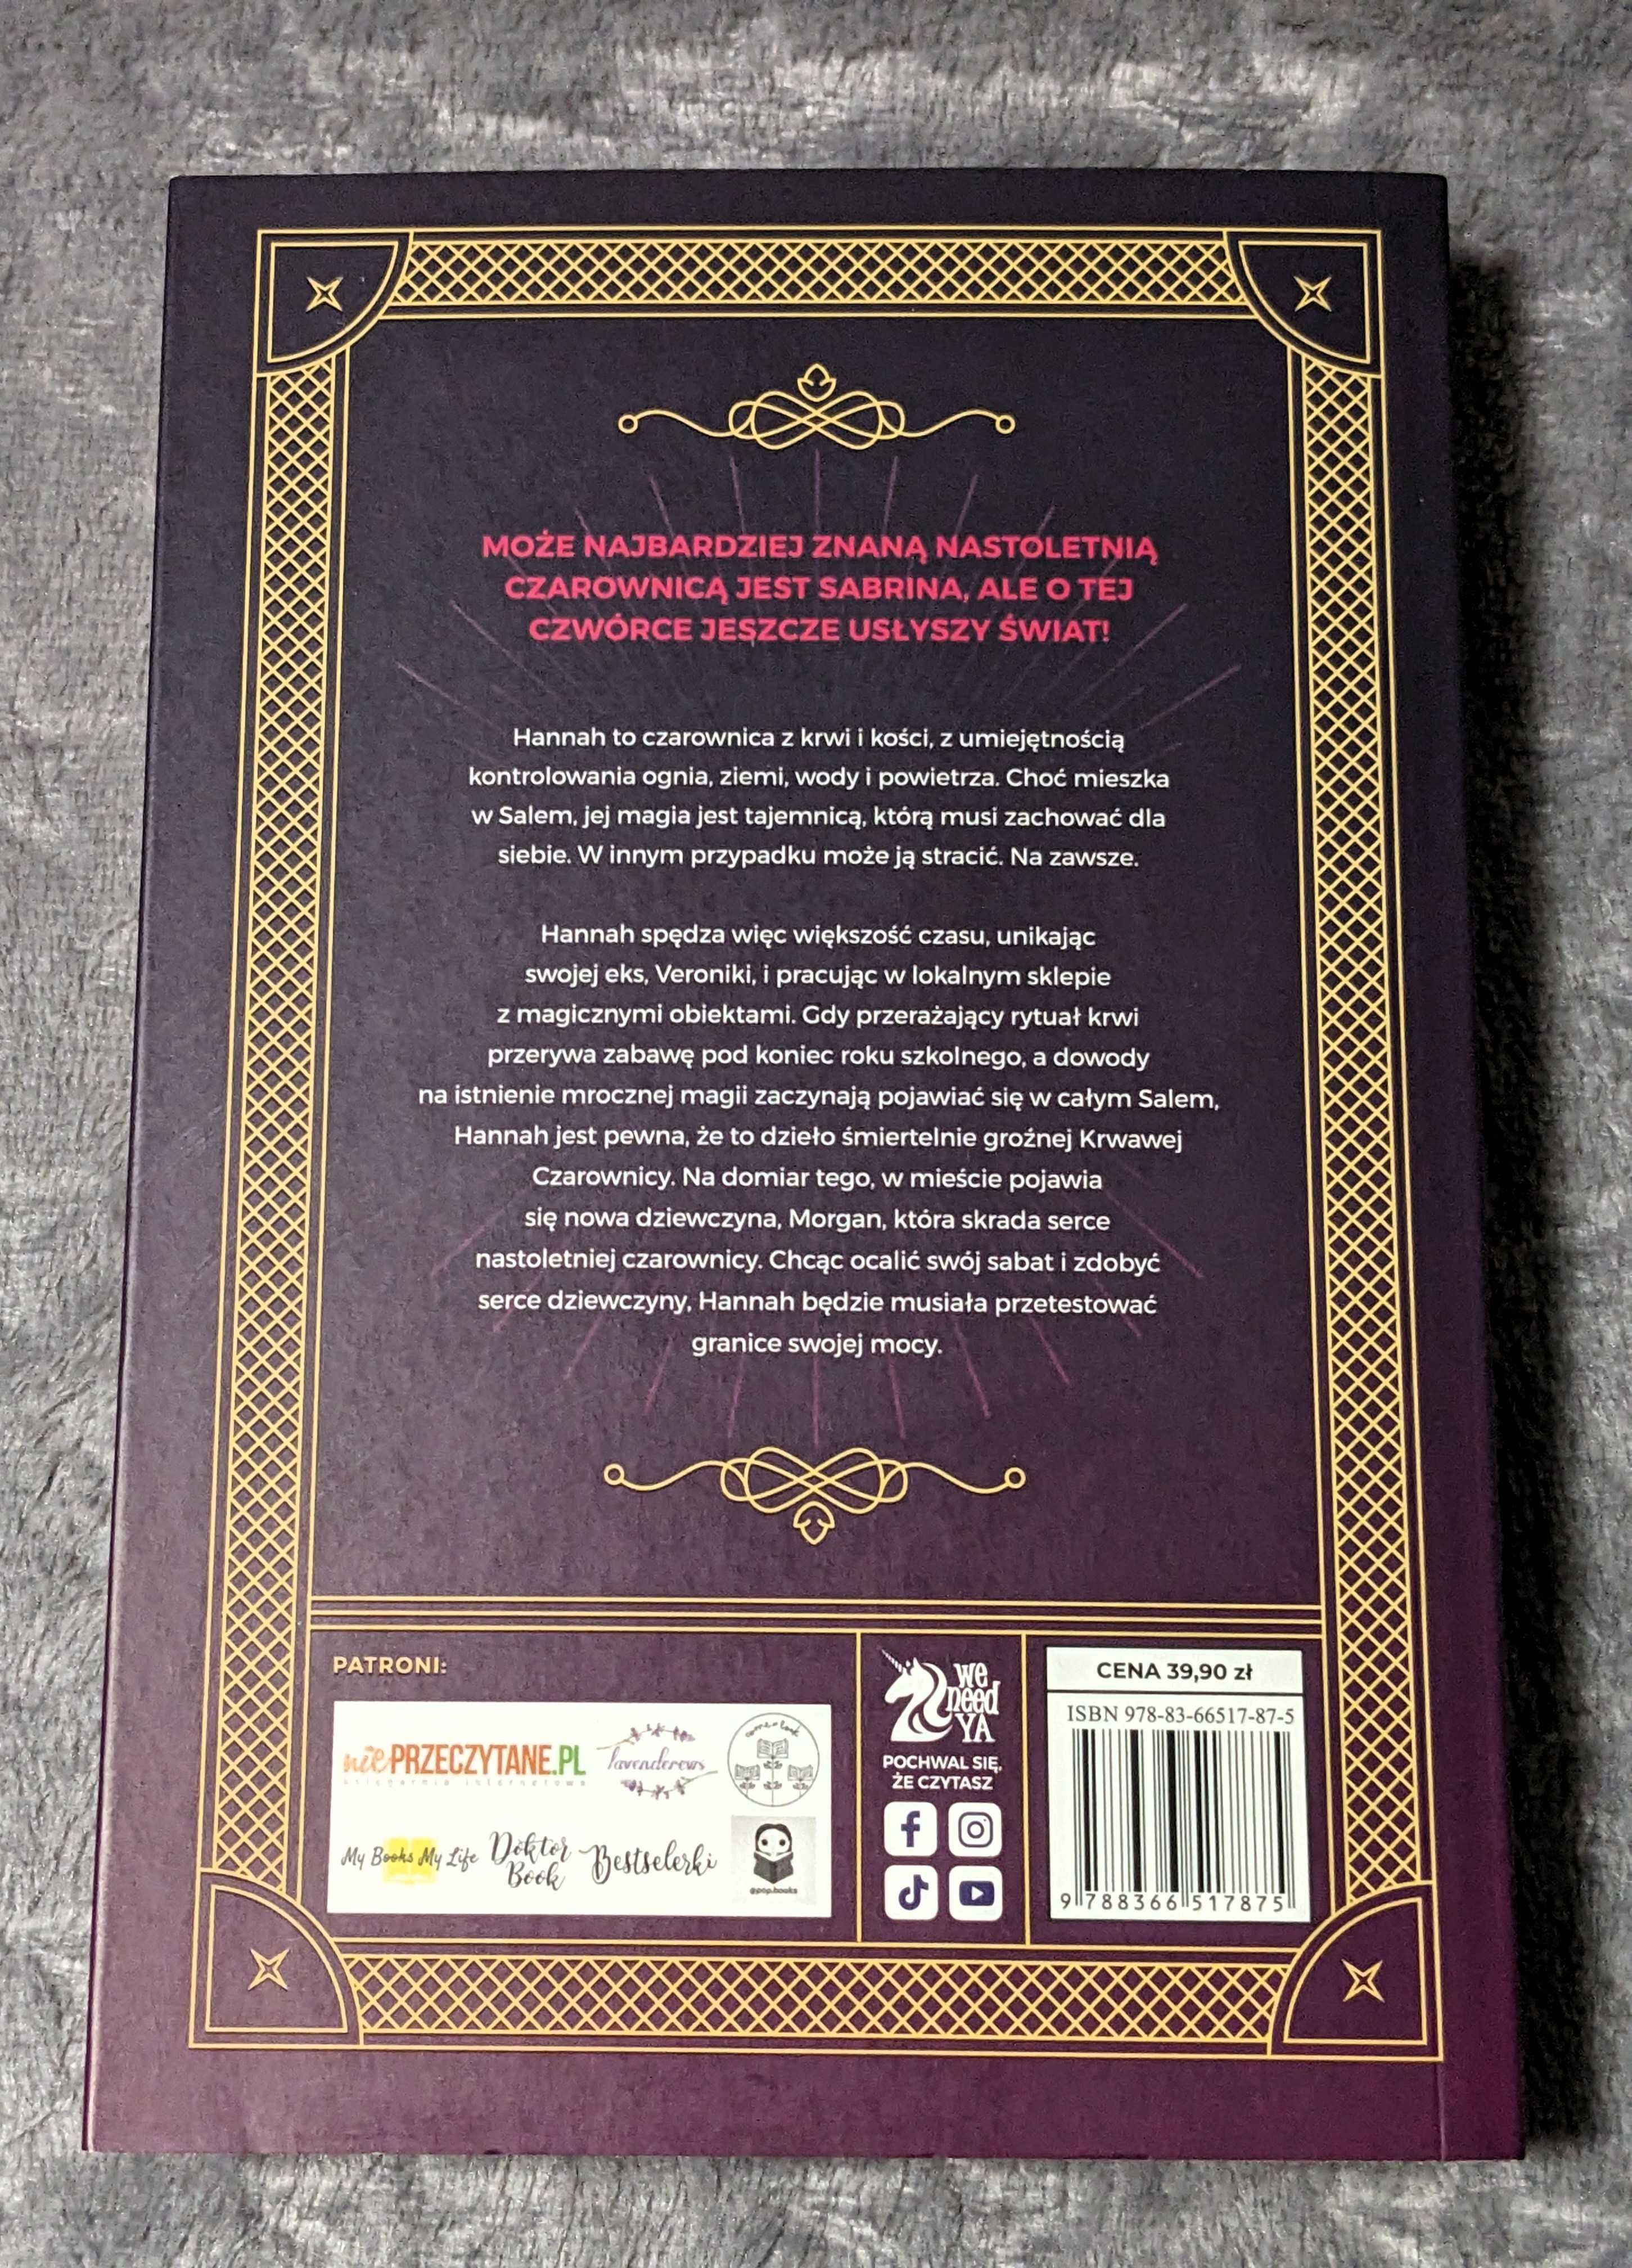 MOŻE NAJBARDZIEJ ZNANĄ NASTOLETNIĄ
CZAROWNICĄ JEST SABRINA, ALE O TEJ
CZWÓRCE JESZCZE USŁYSZY ŚWIAT!
Hannah to czarownica z krwi i kości, z umiejętnością
kontrolowania ognia, ziemi, wody i powietrza. Choć mieszka
w Salem, jej magia jest tajemnicą, którą musi zachować dla
siebie. W innym przypadku może ją stracić. Na zawsze.
Hannah spędza więc większość czasu, unikając
swojej eks, Veroniki, i pracując w lokalnym sklepie
z magicznymi obiektami. Gdy przerażający rytuał krwi
przerywa zabawę pod koniec roku szkolnego, a dowody
na istnienie mrocznej magii zaczynają pojawiać się w całym Salem,
Hannah jest pewna, że to dzieło śmiertelnie groźnej Krwawej
Czarownicy. Na domiar tego, w mieście pojawia
się nowa dziewczyna, Morgan, która skrada serce
nastoletniej czarownicy. Chcąc ocalić swój sabat i zdobyć
serce dziewczyny, Hannah będzie musiała przetestować
granice swojej mocy.
PATRONI:
niePRZECZYTANE.PL
księgarnia internetowa
lavenderews
My Books My Life
Doktor
Book
Bestselerki
@pop.books
we
need
YA
POCHWAL SIĘ,
ŻE CZYTASZ
CENA 39,90 zł
ISBN 978-83-66517-87-5
9 788366 517875